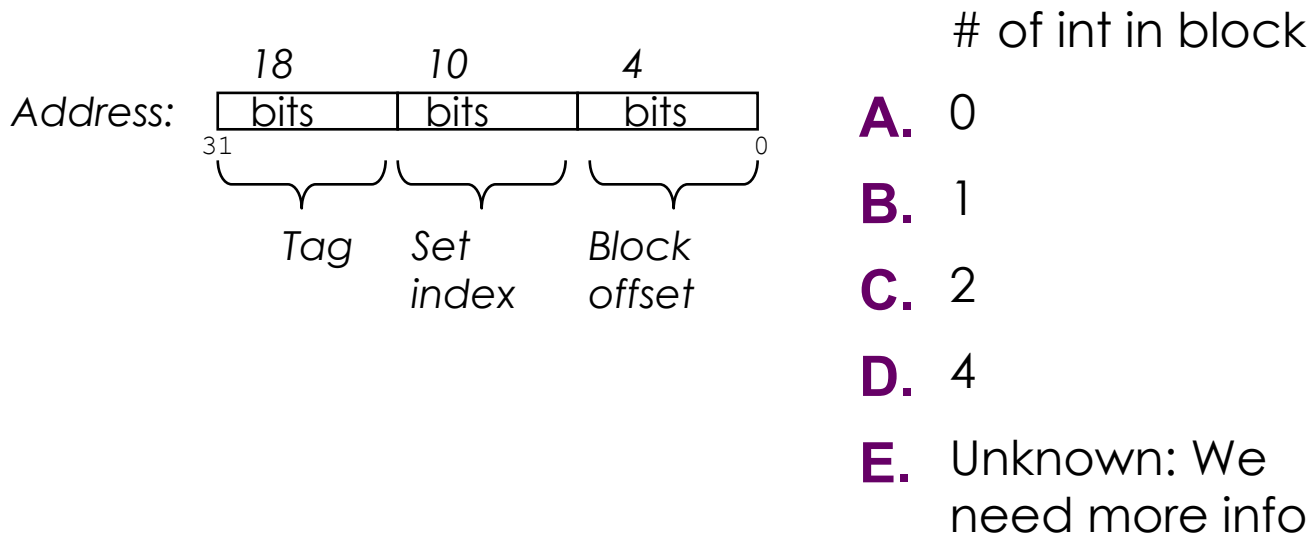 # of int in block
18 10 4
Address: bits bits bits
31 0
Tag Set index Block offset
A. 0
B. 1
C. 2
D. 4
E. Unknown: We
need more info